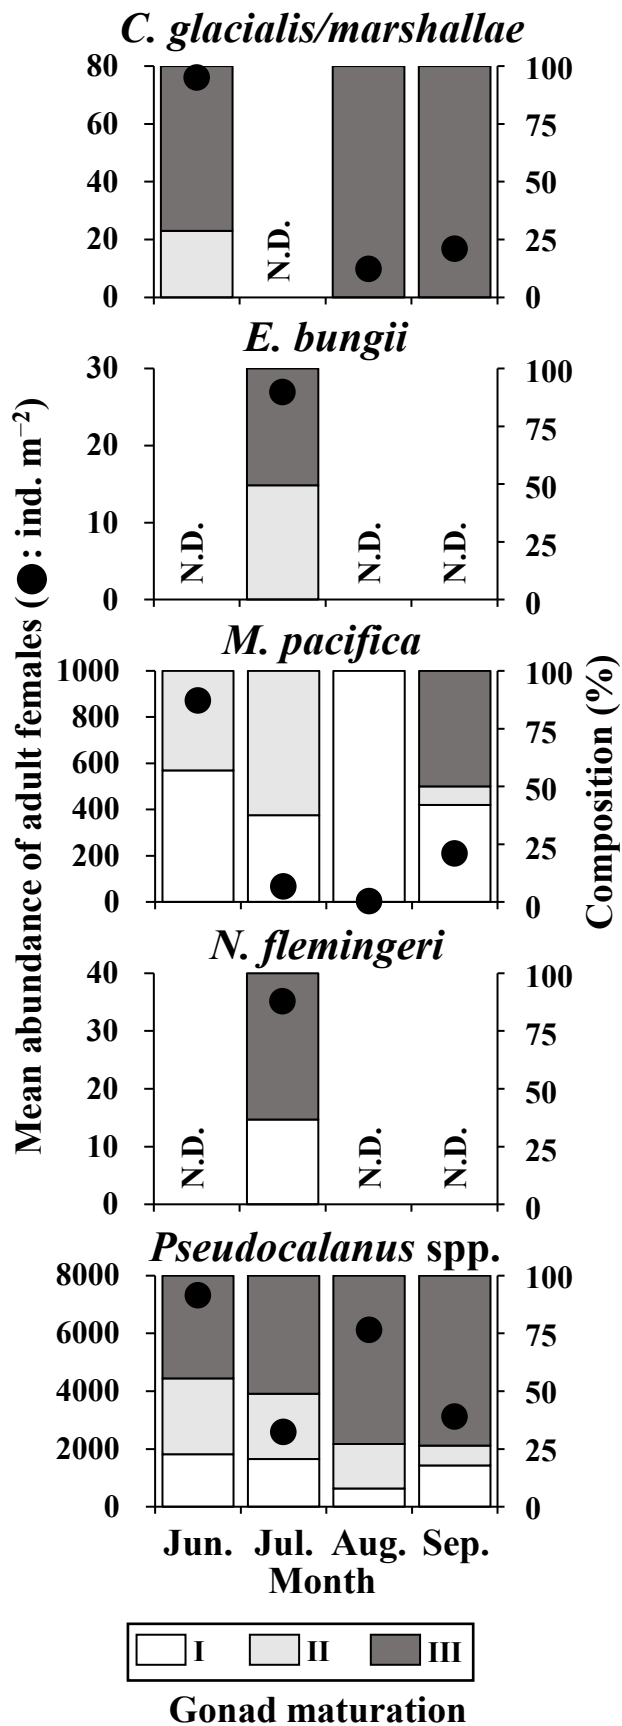 C. glacialis/marshallae
80
60
40
20
0
N.D.
100
75
50
25
0
E. bungii
30
20
10
0
N.D.
N.D.
N.D.
100
75
50
25
0
M. pacifica
1000
800
600
400
200
0
100
75
50
25
0
N. flemingeri
40
30
20
10
0
N.D.
N.D.
N.D.
100
75
50
25
0
Pseudocalanus spp.
8000
6000
4000
2000
0
100
75
50
25
0
Mean abundance of adult females (●: ind. m−2)
Composition (%)
Jun. Jul. Aug. Sep.
Month
I II III
Gonad maturation